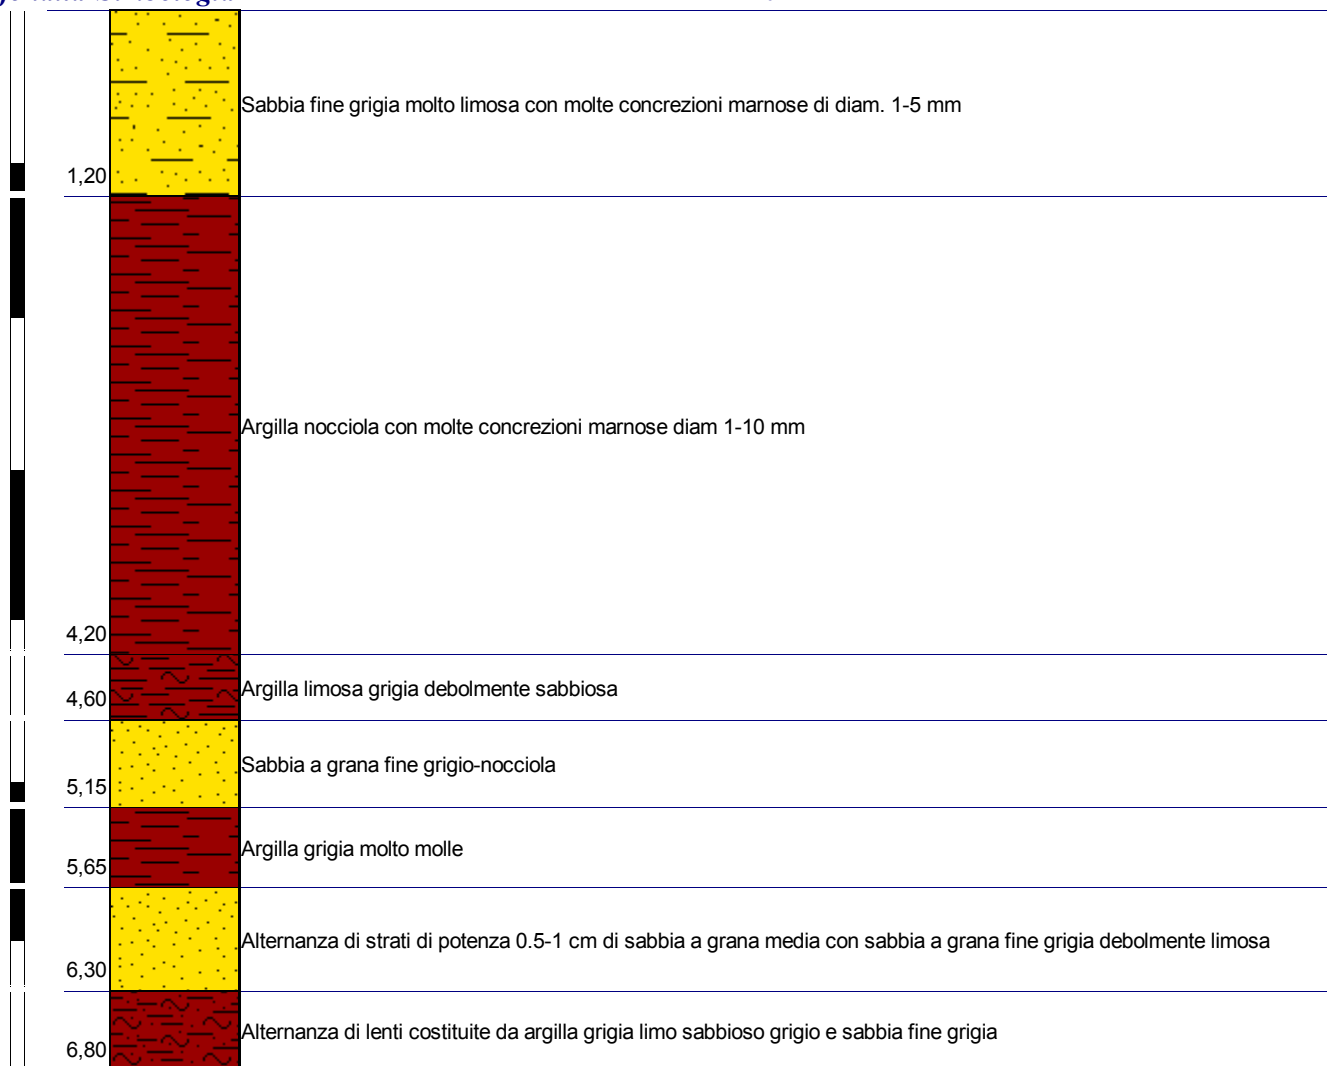 Sabbia fine grigia molto limosa con molte concrezioni marnose di diam. 1-5 mm
1,20
Argilla nocciola con molte concrezioni marnose diam 1-10 mm
4,20
Argilla limosa grigia debolmente sabbiosa
4,60
Sabbia a grana fine grigio-nocciola
5,15
Argilla grigia molto molle
5,65
Alternanza di strati di potenza 0.5-1 cm di sabbia a grana media con sabbia a grana fine grigia debolmente limosa
6,30
Alternanza di lenti costituite da argilla grigia limo sabbioso grigio e sabbia fine grigia
6,80